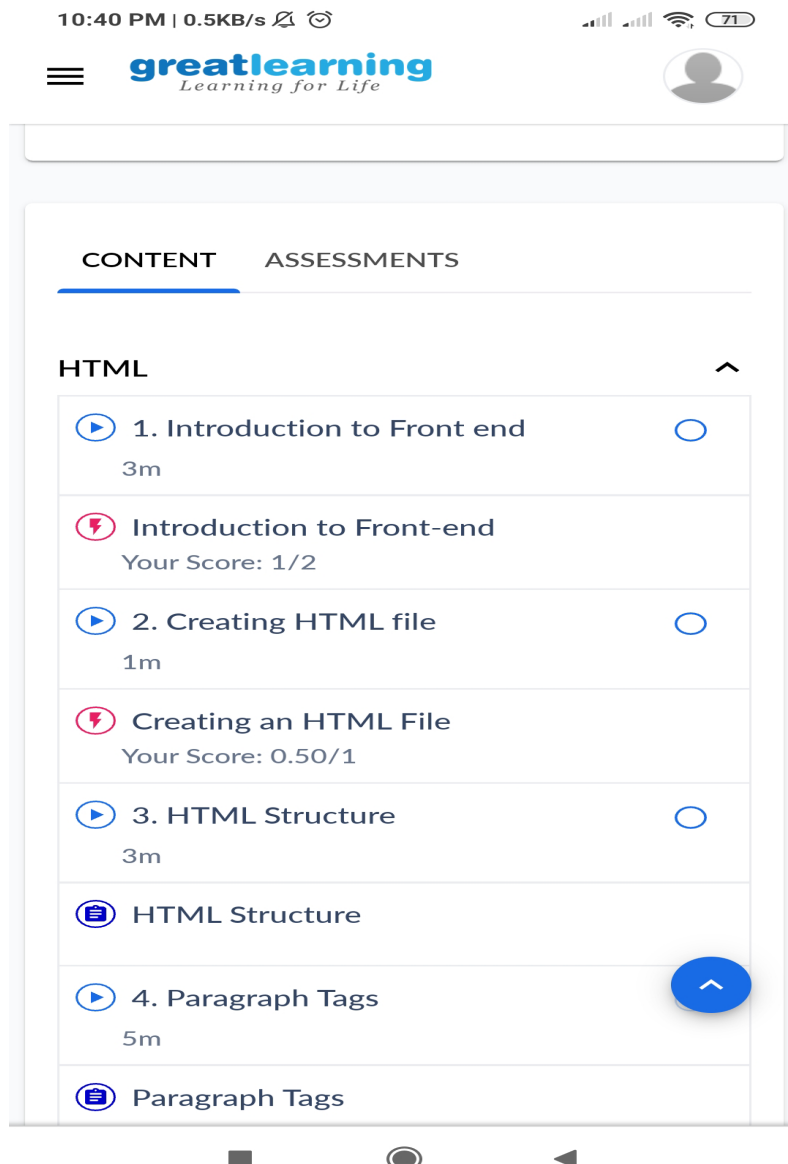 10:40 PM | 0.5KB/s
71
greatlearning
Learning for Life
CONTENT ASSESSMENTS
HTML
1. Introduction to Front end
3m
Introduction to Front-end
Your Score: 1/2
2. Creating HTML file
1m
Creating an HTML File
Your Score: 0.50/1
3. HTML Structure
3m
HTML Structure
4. Paragraph Tags
5m
Paragraph Tags